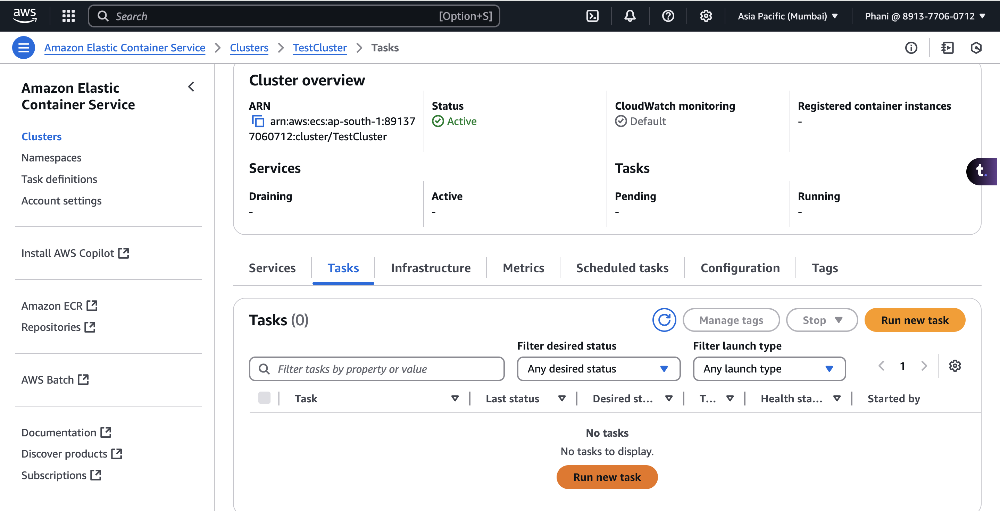 aws
Search [Option+S] Asia Pacific (Mumbai) Phani @ 8913-7706-0712
Amazon Elastic Container Service Clusters TestCluster Tasks
Amazon Elastic
Container Service
Clusters
Namespaces
Task definitions
Account settings
Install AWS Copilot
Amazon ECR
Repositories
AWS Batch
Documentation
Discover products
Subscriptions
Cluster overview
ARN
arn:aws:ecs:ap-south-1:89137
7060712:cluster/TestCluster
Status
Active
CloudWatch monitoring
Default
Registered container instances
-
Services
Draining
-
Active
-
Tasks
Pending
-
Running
-
t.
Services Tasks Infrastructure Metrics Scheduled tasks Configuration Tags
Tasks (0) Manage tags Stop Run new task
Filter desired status Filter launch type
Filter tasks by property or value Any desired status Any launch type 1
Task Last status Desired st... T... Health sta... Started by
No tasks
No tasks to display.
Run new task